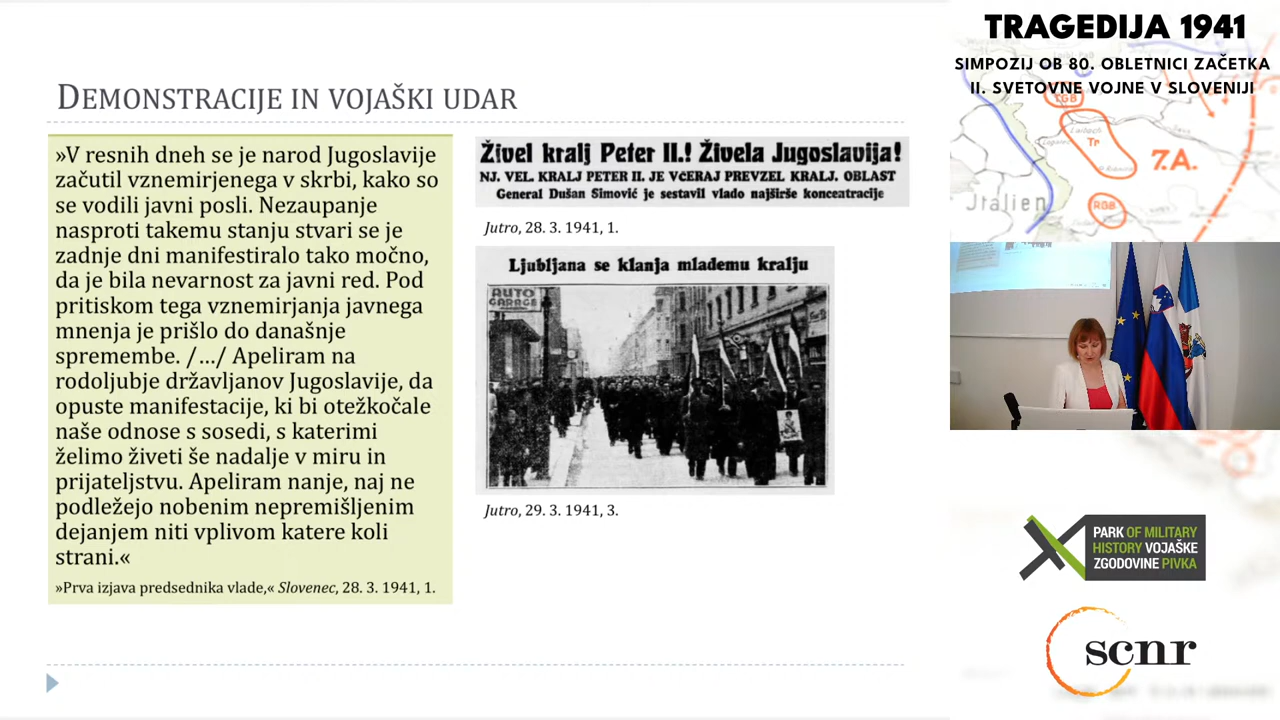 DEMONSTRACIJE IN VOJAŠKI UDAR
»V resnih dneh se je narod Jugoslavije
začutil vznemirjenega v skrbi, kako so
se vodili javni posli. Nezaupanje
nasproti takemu stanju stvari se je
zadnje dni manifestiralo tako močno,
da je bila nevarnost za javni red. Pod
pritiskom tega vznemirjanja javnega
mnenja je prišlo do današnje
spremembe. /…/ Apeliram na
rodoljubje državljanov Jugoslavije, da
opuste manifestacije, ki bi otežkočale
naše odnose s sosedi, s katerimi
želimo živeti še nadalje v miru in
prijateljstvu. Apeliram nanje, naj ne
podležejo nobenim nepremišljenim
dejanjem niti vplivom katere koli
strani.«
»Prva izjava predsednika vlade,« Slovenec, 28. 3. 1941, 1.
Živel kralj Peter II.! Živela Jugoslavija!
NJ. VEL. KRALJ PETER II. JE VČERAJ PREVZEL KRALJ. OBLAST
General Dušan Simović je sestavil vlado najširše koncentracije
Jutro, 28. 3. 1941, 1.
Ljubljana se klanja mlademu kralju
AUTO
GARAGE
Jutro, 29. 3. 1941, 3.
TRAGEDIJA 1941
SIMPOZIJ OB 80. OBLETNICI ZAČETKA
II. SVETOVNE VOJNE V SLOVENIJI
TGB
Laibach
Tr
7.A.
RGB
Jtalien
PARK OF MILITARY
HISTORY VOJAŠKE
ZGODOVINE PIVKA
scnr